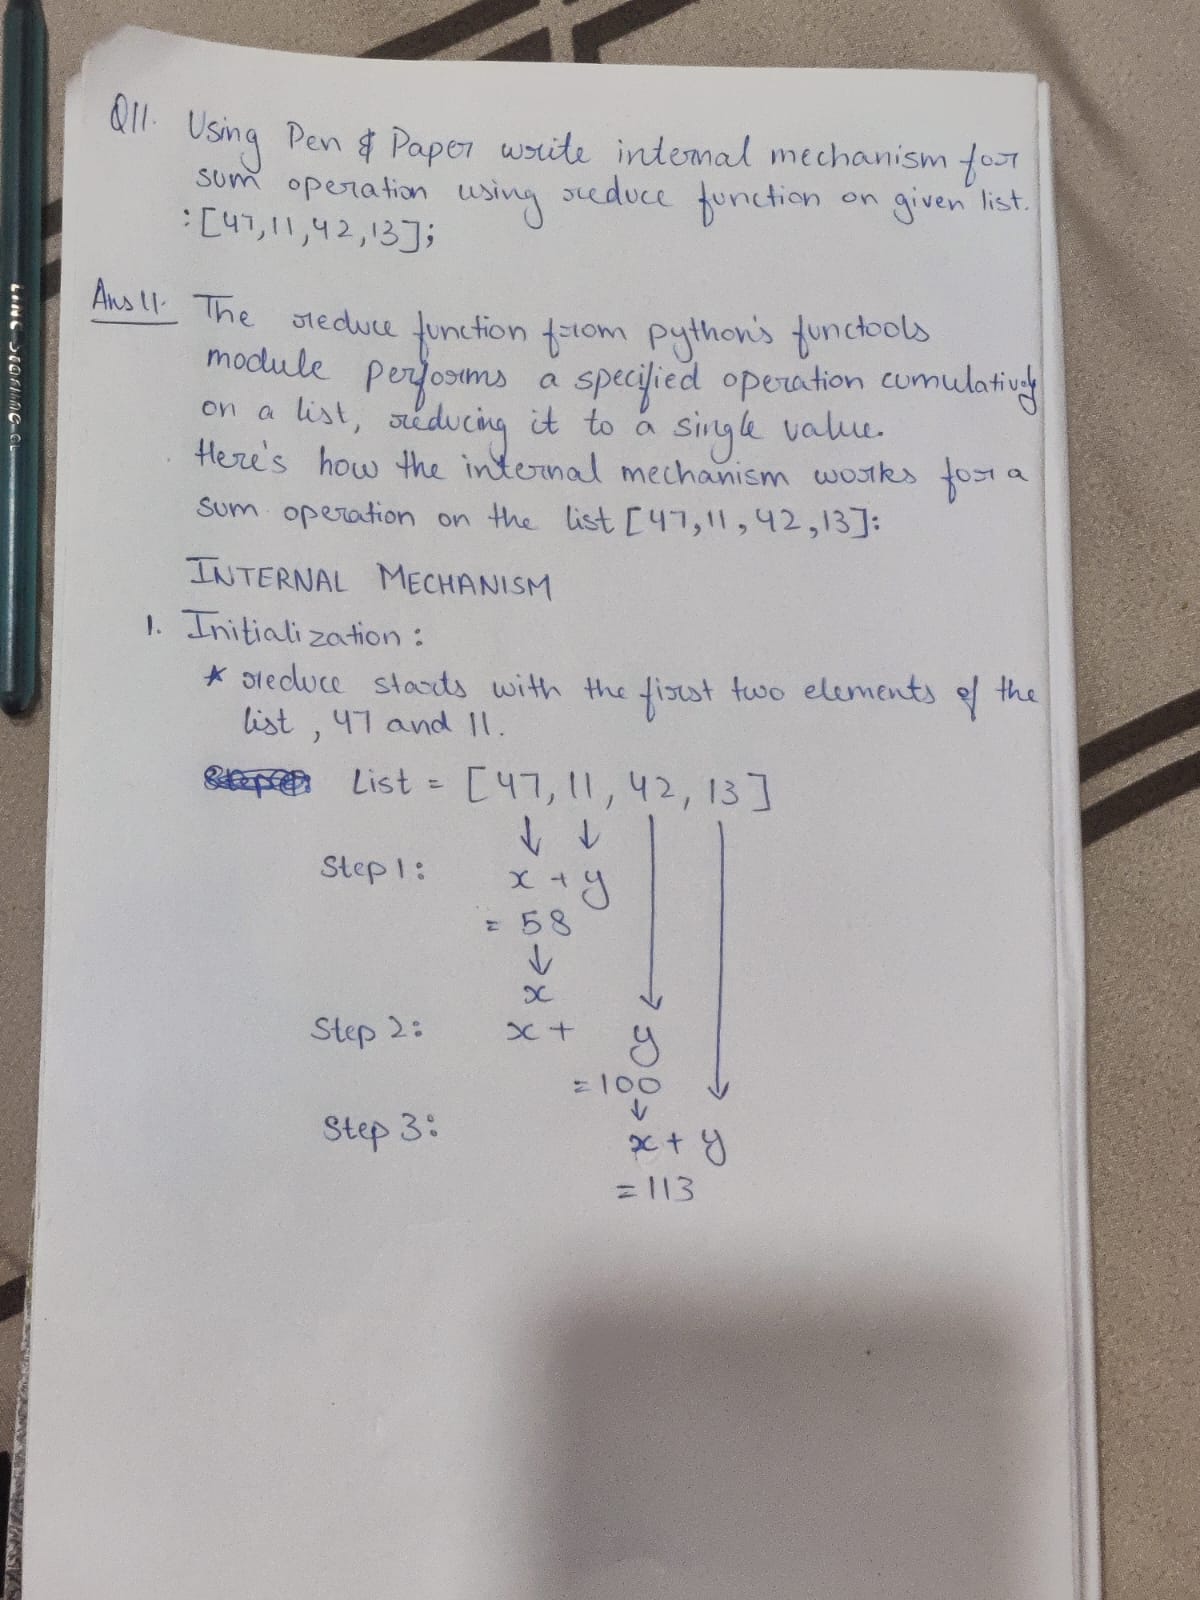 Q11. Using Pen & Paper write internal mechanism for
sum operation using reduce function on given list.
:[47,11,42,13];
Ans 11. The reduce function from python's functools
module performs a specified operation cumulatively
on a list, reducing it to a single value.
Here's how the internal mechanism works for a
sum operation on the list [47,11,42,13]:
INTERNAL MECHANISM
1. Initialization :
* reduce starts with the first two elements of the
list , 47 and 11.
List = [47,11,42,13]
↓ ↓
Step 1: x + y
= 58
↓
x
Step 2: x + y
=100
↓
Step 3: x + y
=113